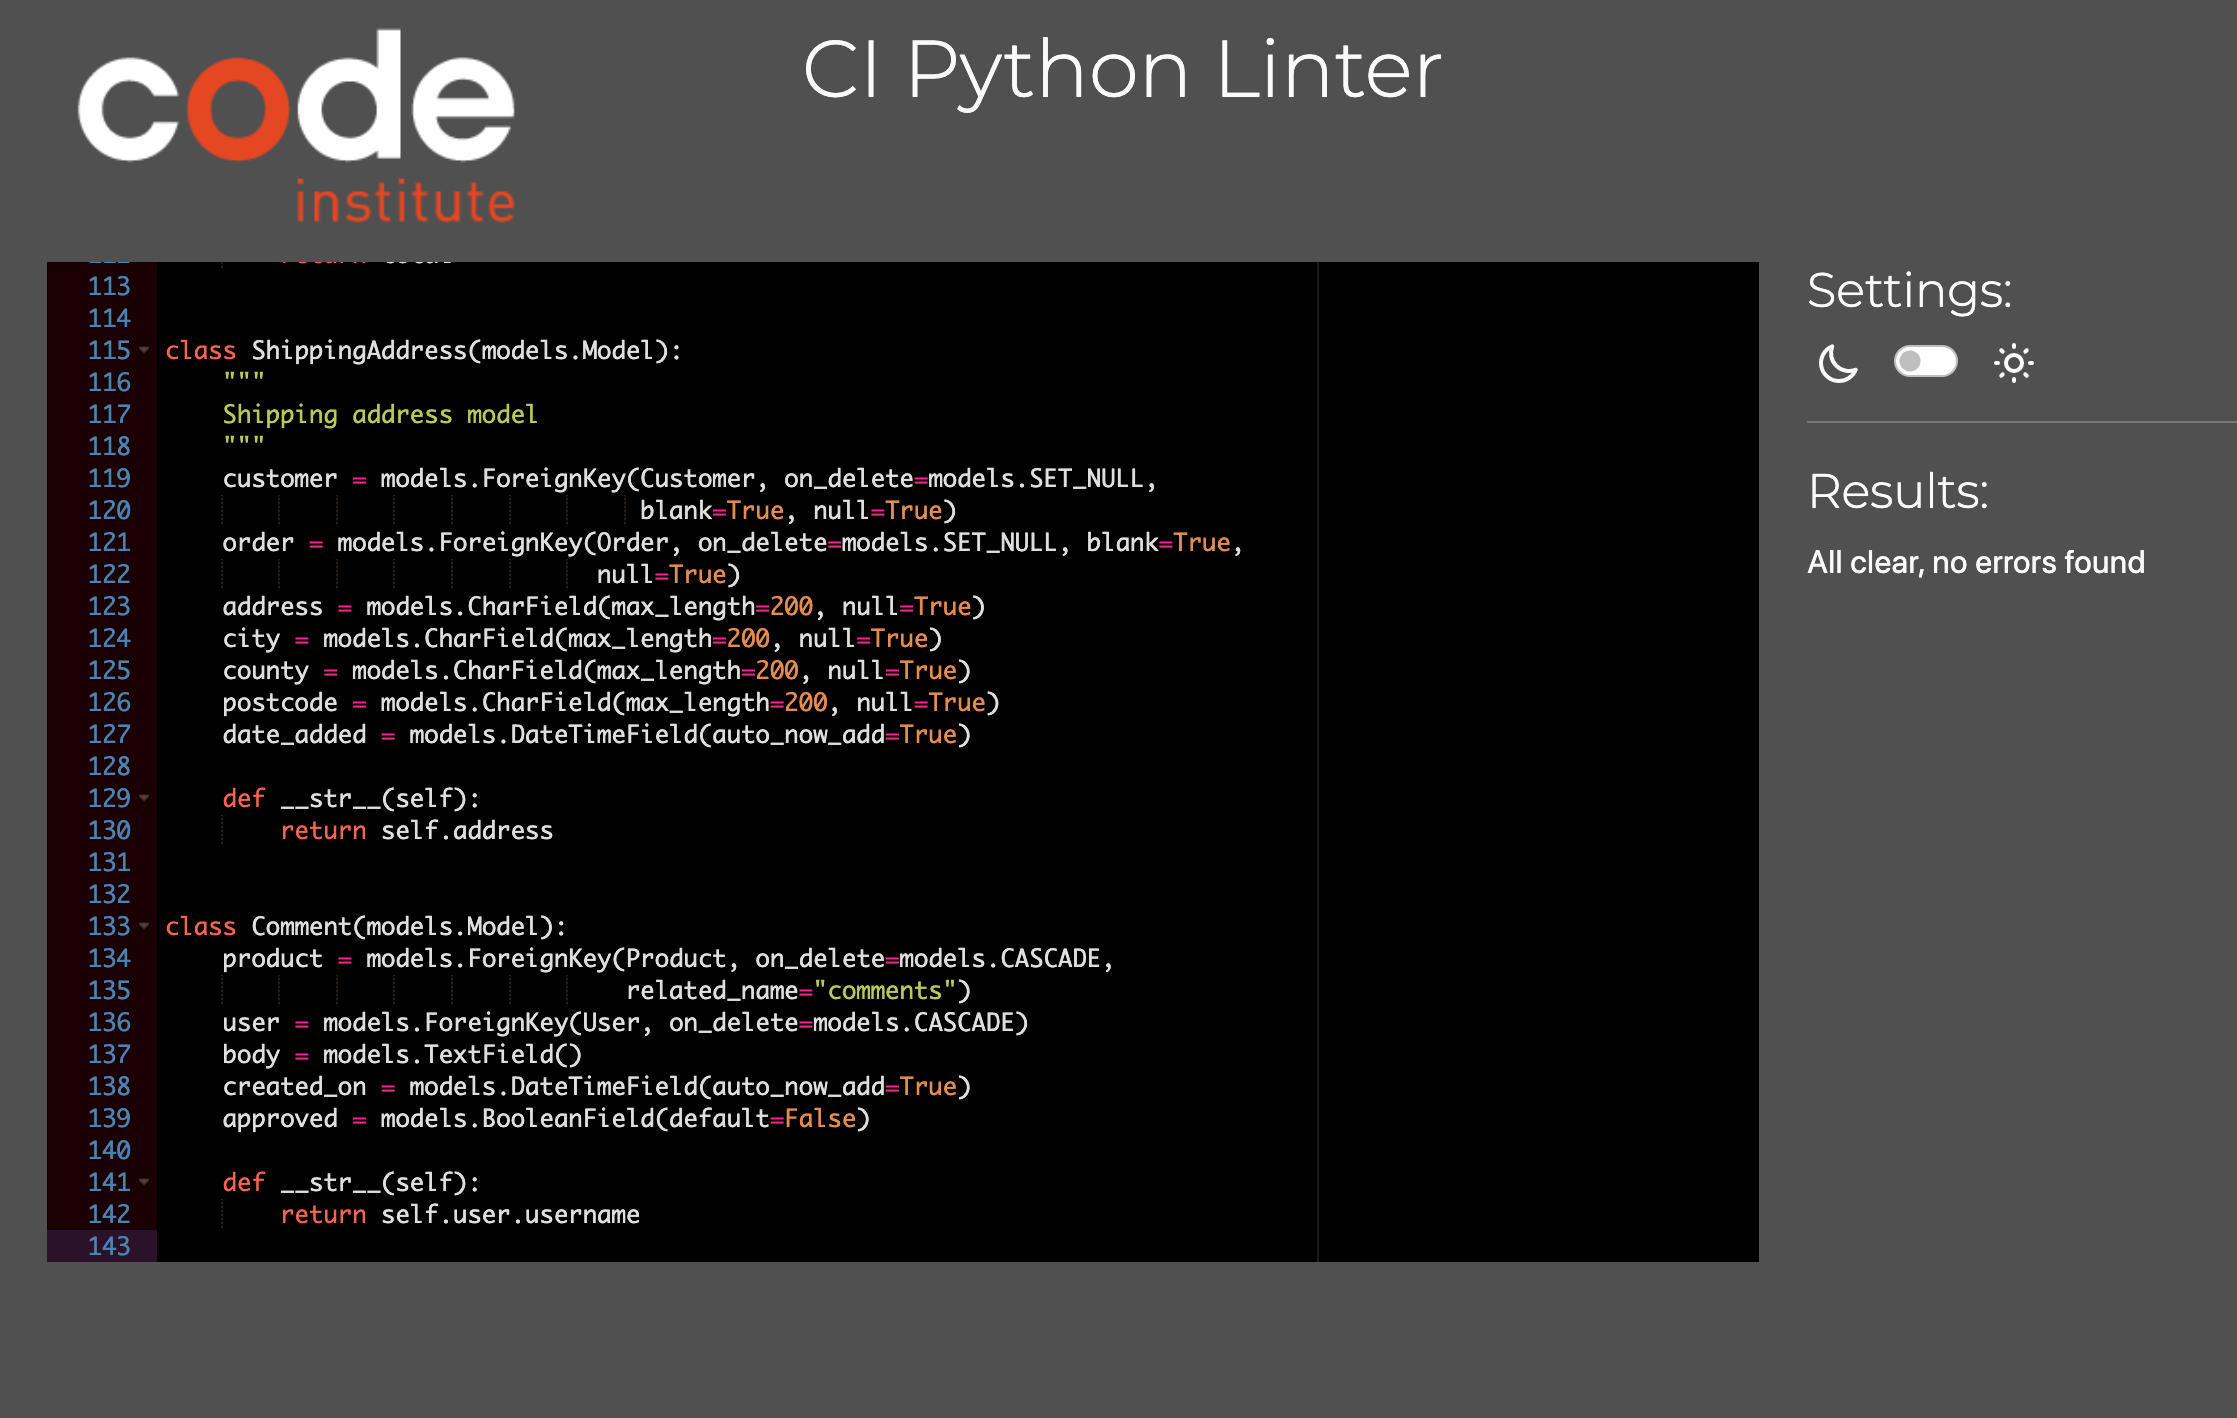 code
institute
CI Python Linter
113
114
115 class ShippingAddress(models.Model):
116     """
117     Shipping address model
118     """
119     customer = models.ForeignKey(Customer, on_delete=models.SET_NULL,
120                                  blank=True, null=True)
121     order = models.ForeignKey(Order, on_delete=models.SET_NULL, blank=True,
122                               null=True)
123     address = models.CharField(max_length=200, null=True)
124     city = models.CharField(max_length=200, null=True)
125     county = models.CharField(max_length=200, null=True)
126     postcode = models.CharField(max_length=200, null=True)
127     date_added = models.DateTimeField(auto_now_add=True)
128
129     def __str__(self):
130         return self.address
131
132
133 class Comment(models.Model):
134     product = models.ForeignKey(Product, on_delete=models.CASCADE,
135                                 related_name="comments")
136     user = models.ForeignKey(User, on_delete=models.CASCADE)
137     body = models.TextField()
138     created_on = models.DateTimeField(auto_now_add=True)
139     approved = models.BooleanField(default=False)
140
141     def __str__(self):
142         return self.user.username
143
Settings:
Results:
All clear, no errors found